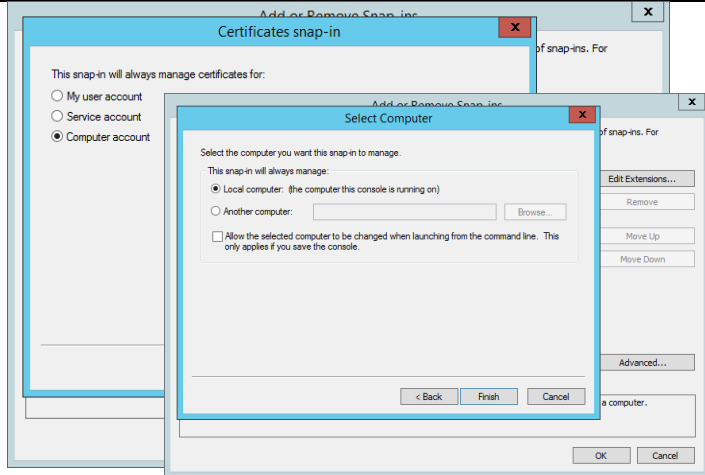 Add or Remove Snap-ins
x
Certificates snap-in
x
of snap-ins. For
This snap-in will always manage certificates for:
My user account
Service account
Computer account
Add or Remove Snap-ins
x
Select Computer
x
of snap-ins. For
Select the computer you want this snap-in to manage.
This snap-in will always manage:
Local computer: (the computer this console is running on)
Another computer:
Browse...
Allow the selected computer to be changed when launching from the command line. This
only applies if you save the console.
Edit Extensions...
Remove
Move Up
Move Down
Advanced...
< Back
Finish
Cancel
a computer.
OK
Cancel